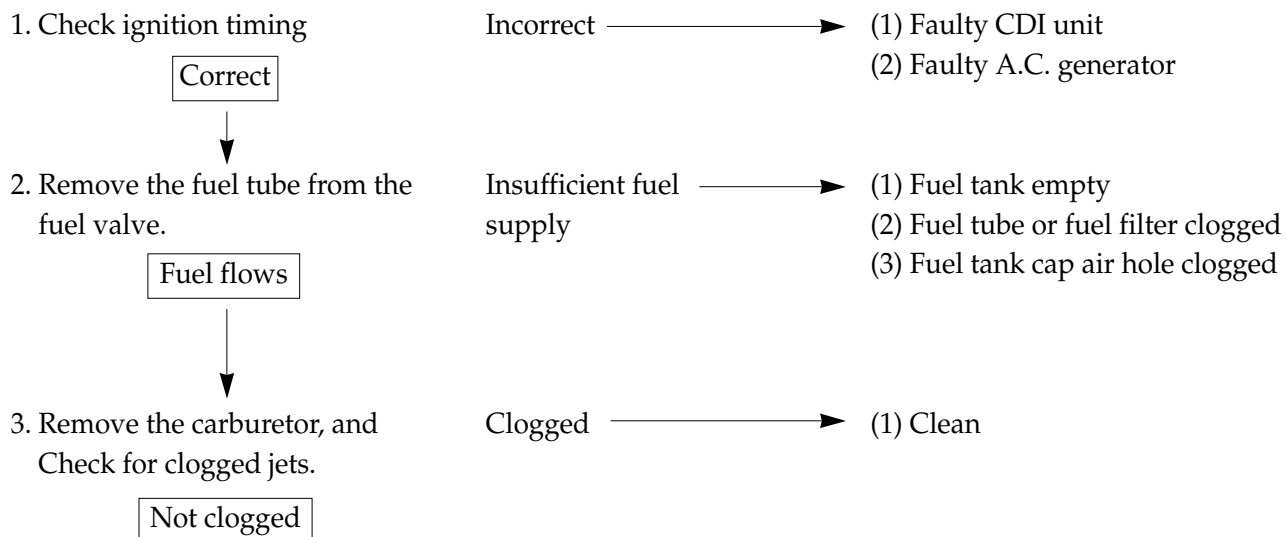 1. Check ignition timing Incorrect (1) Faulty CDI unit
(2) Faulty A.C. generator
Correct
2. Remove the fuel tube from the Insufficient fuel (1) Fuel tank empty
fuel valve. supply (2) Fuel tube or fuel filter clogged
(3) Fuel tank cap air hole clogged
Fuel flows
3. Remove the carburetor, and Clogged (1) Clean
Check for clogged jets.
Not clogged